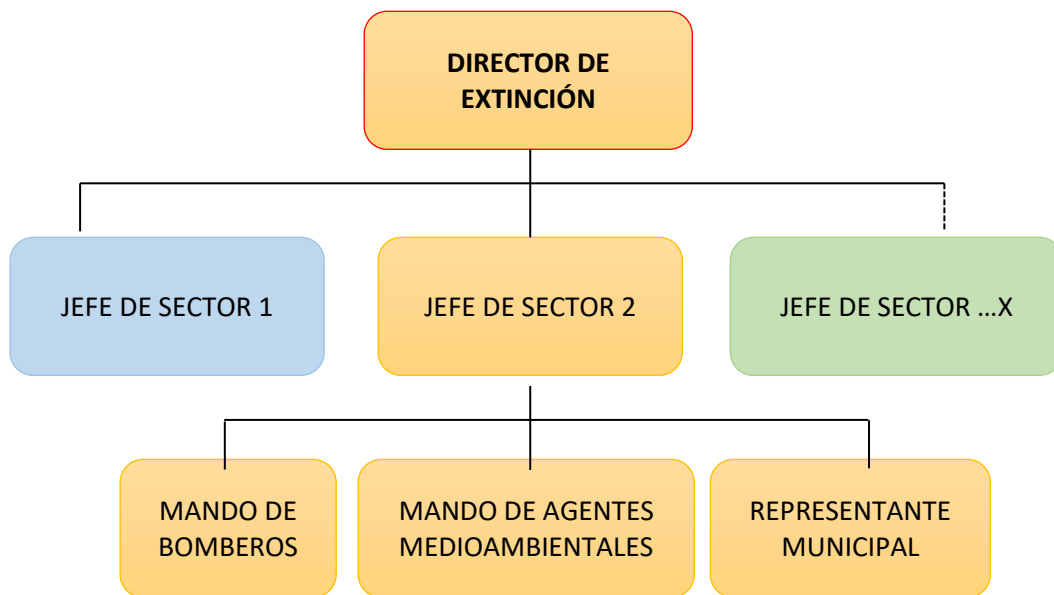 DIRECTOR DE
EXTINCIÓN
JEFE DE SECTOR 1
JEFE DE SECTOR 2
JEFE DE SECTOR ...X
MANDO DE
BOMBEROS
MANDO DE AGENTES
MEDIOAMBIENTALES
REPRESENTANTE
MUNICIPAL